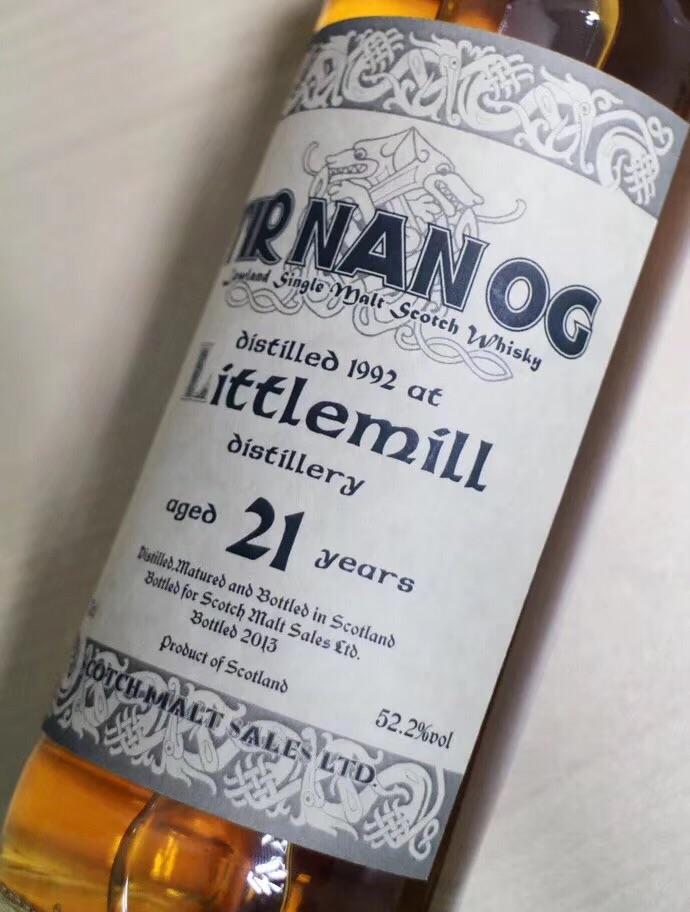 TIR NAN OG
Lowland Single Malt Scotch Whisky
distilled 1992 at
Littlemill
distillery
aged 21 years
Distilled, Matured and Bottled in Scotland
Bottled for Scotch Malt Sales Ltd.
Bottled 2013
Product of Scotland
52.2%vol
SCOTCH MALT SALES LTD.